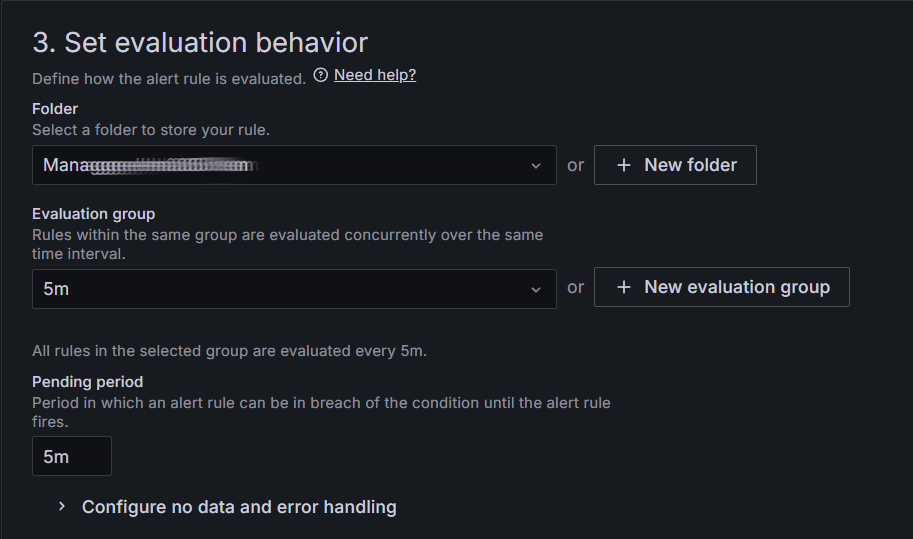 3. Set evaluation behavior
Define how the alert rule is evaluated. Need help?
Folder
Select a folder to store your rule.
or + New folder
Evaluation group
Rules within the same group are evaluated concurrently over the same
time interval.
5m or + New evaluation group
All rules in the selected group are evaluated every 5m.
Pending period
Period in which an alert rule can be in breach of the condition until the alert rule
fires.
5m
Configure no data and error handling